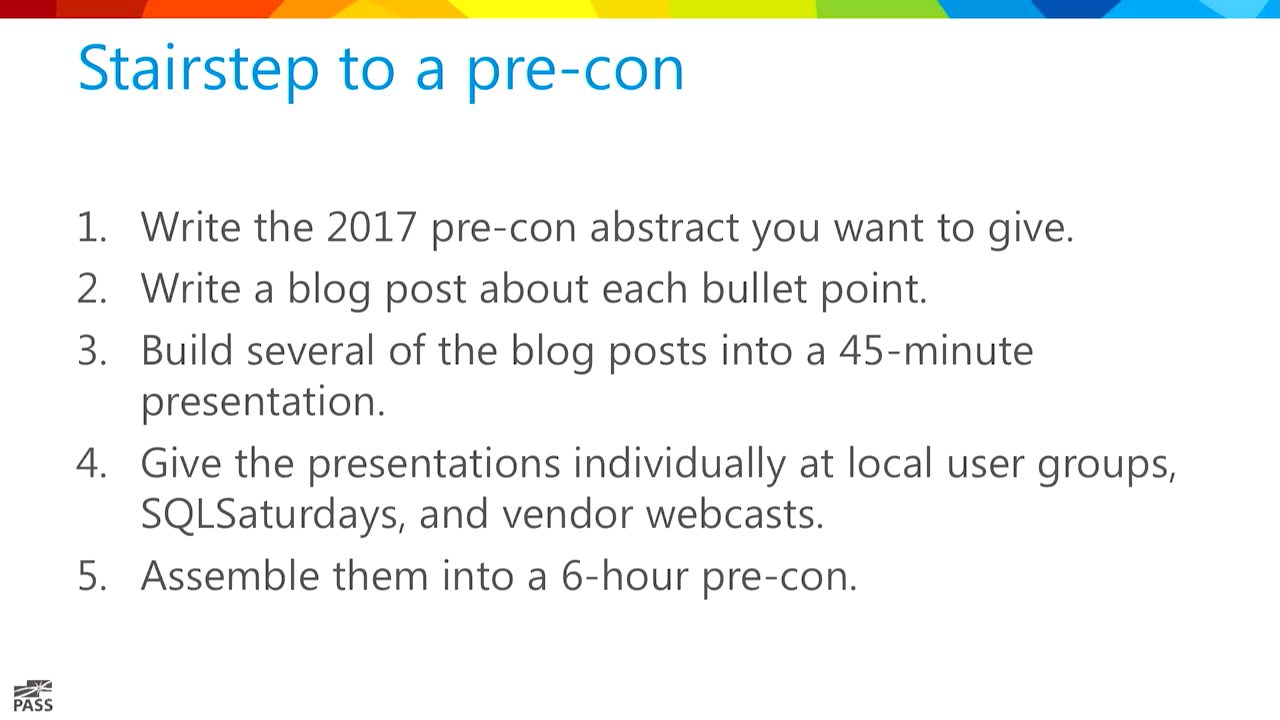 Stairstep to a pre-con
1. Write the 2017 pre-con abstract you want to give.
2. Write a blog post about each bullet point.
3. Build several of the blog posts into a 45-minute
presentation.
4. Give the presentations individually at local user groups,
SQLSaturdays, and vendor webcasts.
5. Assemble them into a 6-hour pre-con.
PASS